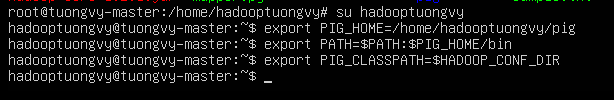 root@tuongvy-master:/home/hadooptuongvy# su hadooptuongvy
hadooptuongvy@tuongvy-master:~$ export PIG_HOME=/home/hadooptuongvy/pig
hadooptuongvy@tuongvy-master:~$ export PATH=$PATH:$PIG_HOME/bin
hadooptuongvy@tuongvy-master:~$ export PIG_CLASSPATH=$HADOOP_CONF_DIR
hadooptuongvy@tuongvy-master:~$ _